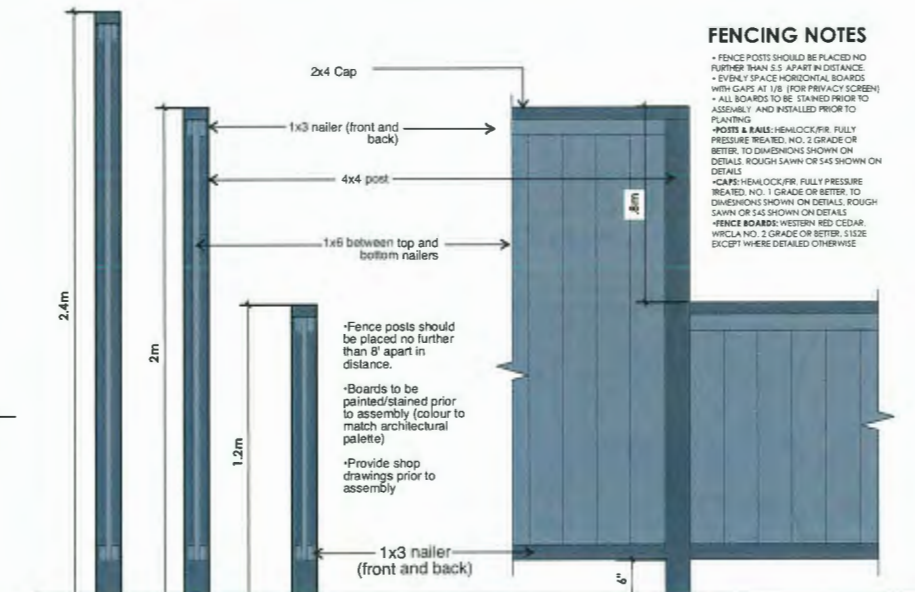 FENCING NOTES
• FENCE POSTS SHOULD BE PLACED NO
FURTHER THAN 5.5 APART IN DISTANCE.
• EVENLY SPACE HORIZONTAL BOARDS
WITH GAPS AT 1/8 (FOR PRIVACY SCREEN)
• ALL BOARDS TO BE STAINED PRIOR TO
ASSEMBLY AND INSTALLED PRIOR TO
PLANTING
•POSTS & RAILS: HEMLOCK/FIR, FULLY
PRESSURE TREATED, NO. 2 GRADE OR
BETTER, TO DIMESNIONS SHOWN ON
DETIALS. ROUGH SAWN OR S4S SHOWN ON
DETAILS
•CAPS: HEMLOCK/FIR, FULLY PRESSURE
TREATED, NO. 1 GRADE OR BETTER, TO
DIMESNIONS SHOWN ON DETIALS. ROUGH
SAWN OR S4S SHOWN ON DETAILS
•FENCE BOARDS: WESTERN RED CEDAR,
WRCLA NO. 2 GRADE OR BETTER, S1S2E
EXCEPT WHERE DETAILED OTHERWISE
2x4 Cap
1x3 nailer (front and
back)
4x4 post
1x6 between top and
bottom nailers
.8m
2.4m
2m
1.2m
•Fence posts should
be placed no further
than 8' apart in
distance.
•Boards to be
painted/stained prior
to assembly (colour to
match architectural
palette)
•Provide shop
drawings prior to
assembly
1x3 nailer
(front and back)
6"